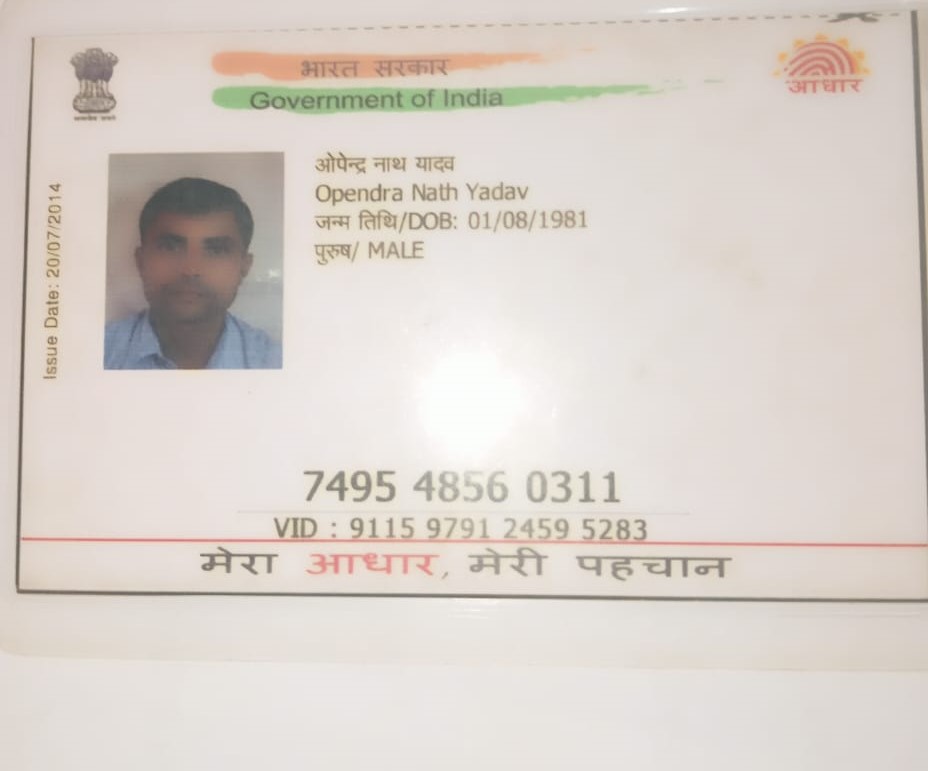 भारत सरकार
Government of India
आधार
Issue Date: 20/07/2014
ओपेन्द्र नाथ यादव
Opendra Nath Yadav
जन्म तिथि/DOB: 01/08/1981
पुरुष/ MALE
7495 4856 0311
VID : 9115 9791 2459 5283
मेरा आधार, मेरी पहचान